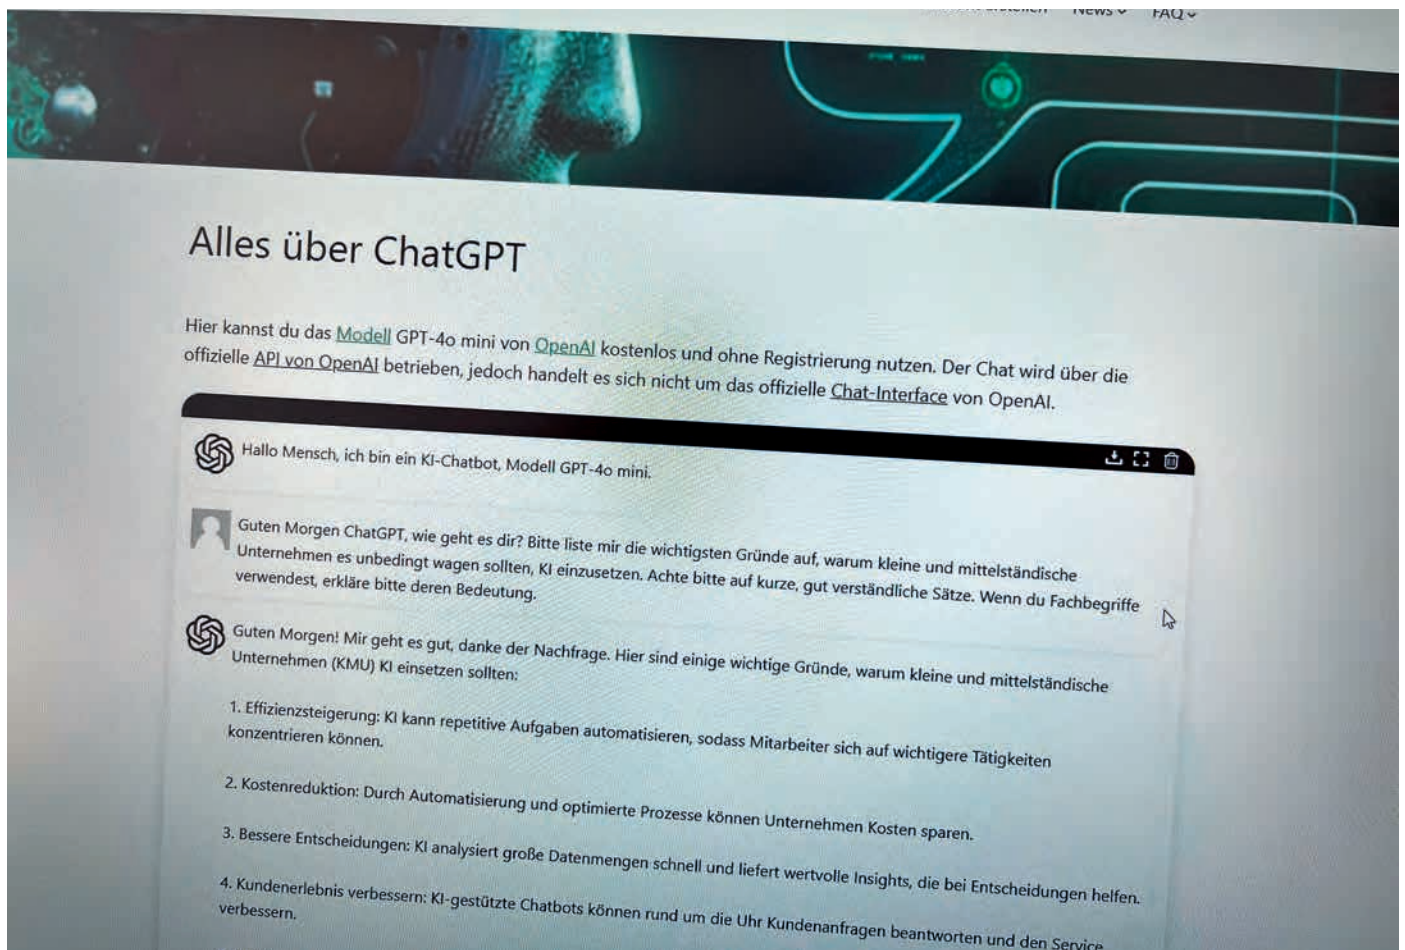 News
FAQ
Alles über ChatGPT
Hier kannst du das Modell GPT-4o mini von OpenAI kostenlos und ohne Registrierung nutzen. Der Chat wird über die
offizielle API von OpenAI betrieben, jedoch handelt es sich nicht um das offizielle Chat-Interface von OpenAI.
Hallo Mensch, ich bin ein KI-Chatbot, Modell GPT-4o mini.
Guten Morgen ChatGPT, wie geht es dir? Bitte liste mir die wichtigsten Gründe auf, warum kleine und mittelständische
Unternehmen es unbedingt wagen sollten, KI einzusetzen. Achte bitte auf kurze, gut verständliche Sätze. Wenn du Fachbegriffe
verwendest, erkläre bitte deren Bedeutung.
Guten Morgen! Mir geht es gut, danke der Nachfrage. Hier sind einige wichtige Gründe, warum kleine und mittelständische
Unternehmen (KMU) KI einsetzen sollten:
1. Effizienzsteigerung: KI kann repetitive Aufgaben automatisieren, sodass Mitarbeiter sich auf wichtigere Tätigkeiten
konzentrieren können.
2. Kostenreduktion: Durch Automatisierung und optimierte Prozesse können Unternehmen Kosten sparen.
3. Bessere Entscheidungen: KI analysiert große Datenmengen schnell und liefert wertvolle Insights, die bei Entscheidungen helfen.
4. Kundenerlebnis verbessern: KI-gestützte Chatbots können rund um die Uhr Kundenanfragen beantworten und den Service
verbessern.